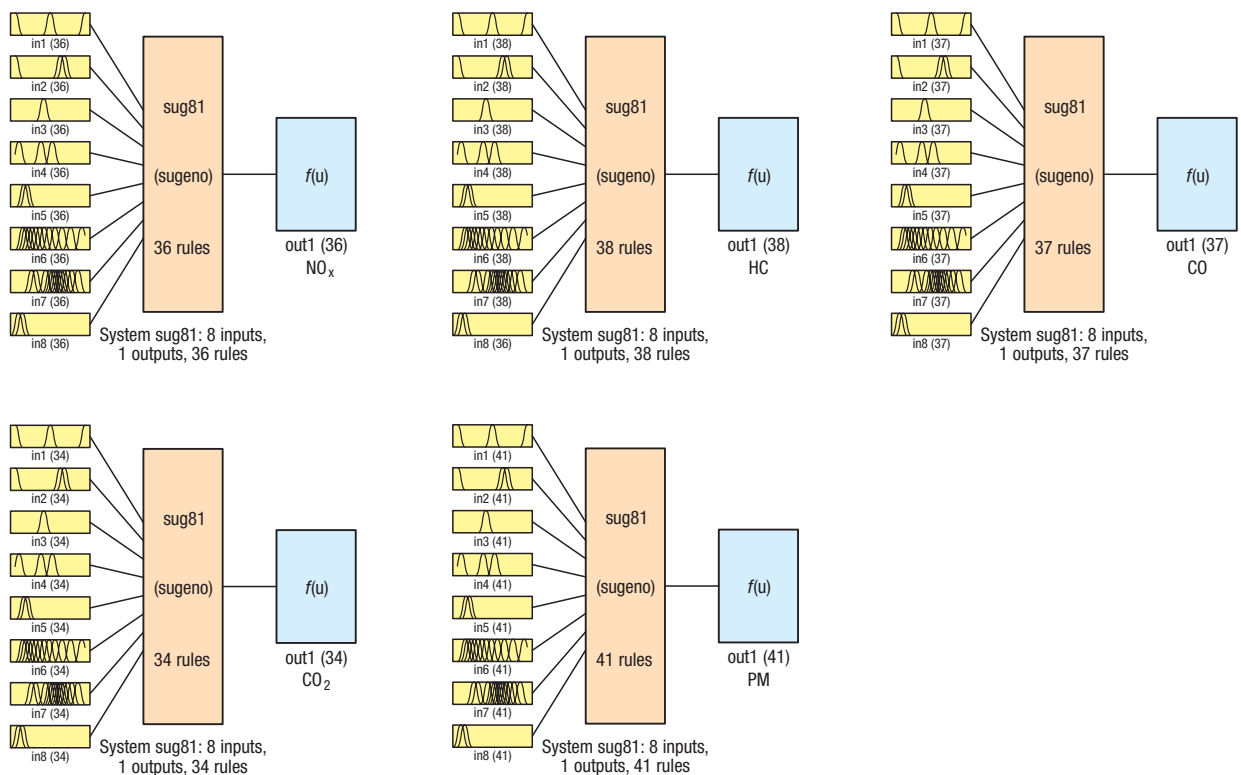 in1 (36)
in2 (36)
in3 (36)
in4 (36)
in5 (36)
in6 (36)
in7 (36)
in8 (36)
sug81
(sugeno)
36 rules
f(u)
out1 (36)
NOx
System sug81: 8 inputs,
1 outputs, 36 rules
in1 (38)
in2 (38)
in3 (38)
in4 (38)
in5 (38)
in6 (38)
in7 (38)
in8 (36)
sug81
(sugeno)
38 rules
f(u)
out1 (38)
HC
System sug81: 8 inputs,
1 outputs, 38 rules
in1 (37)
in2 (37)
in3 (37)
in4 (37)
in5 (37)
in6 (37)
in7 (37)
in8 (37)
sug81
(sugeno)
37 rules
f(u)
out1 (37)
CO
System sug81: 8 inputs,
1 outputs, 37 rules
in1 (34)
in2 (34)
in3 (34)
in4 (34)
in5 (34)
in6 (34)
in7 (34)
in8 (34)
sug81
(sugeno)
34 rules
f(u)
out1 (34)
CO2
System sug81: 8 inputs,
1 outputs, 34 rules
in1 (41)
in2 (41)
in3 (41)
in4 (41)
in5 (41)
in6 (41)
in7 (41)
in8 (41)
sug81
(sugeno)
41 rules
f(u)
out1 (41)
PM
System sug81: 8 inputs,
1 outputs, 41 rules